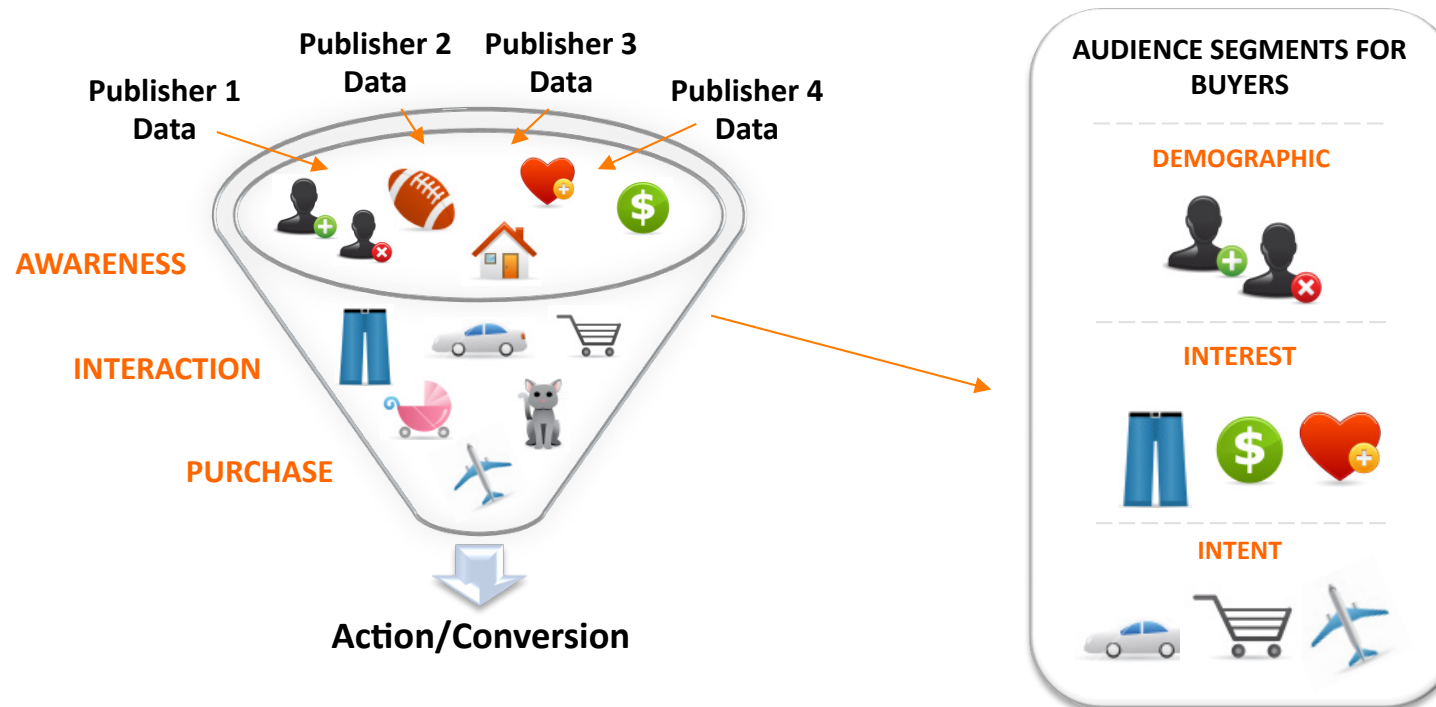 Publisher 1
Data
Publisher 2
Data
Publisher 3
Data
Publisher 4
Data
AWARENESS
INTERACTION
PURCHASE
$
Action/Conversion
AUDIENCE SEGMENTS FOR
BUYERS
DEMOGRAPHIC
INTEREST
$
INTENT